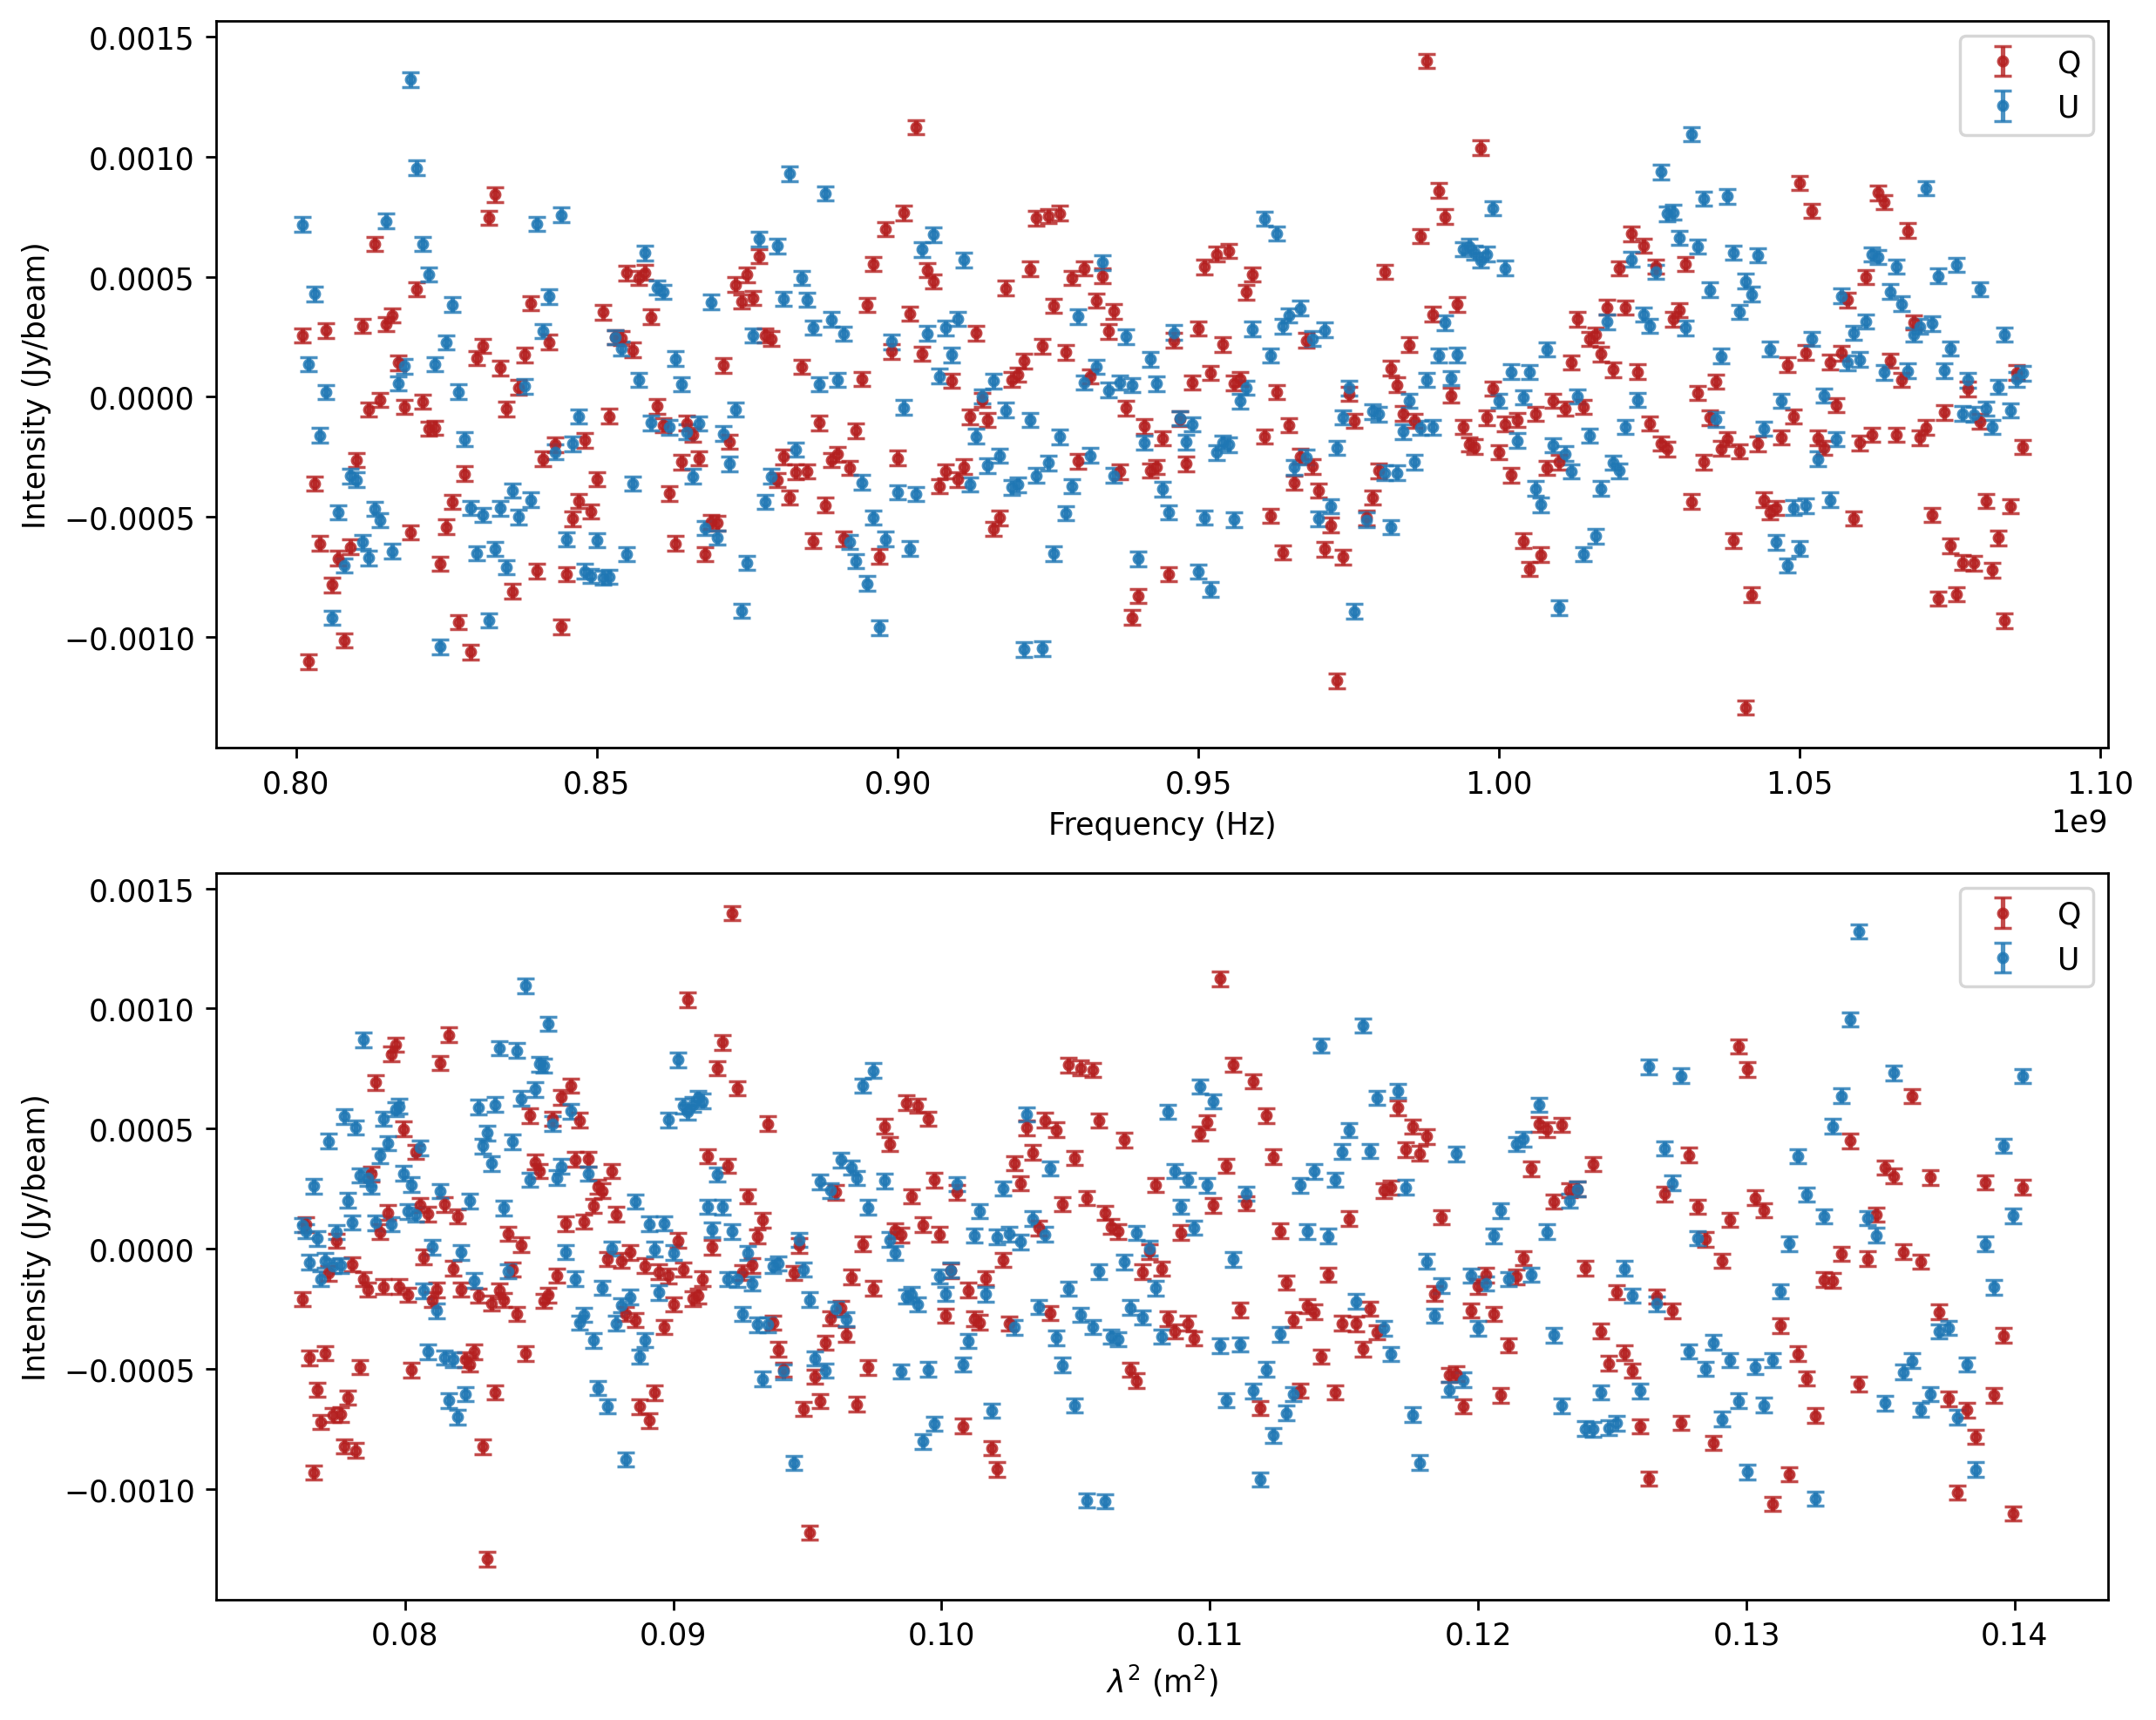 Intensity (Jy/beam)
0.0015
0.0010
0.0005
0.0000
−0.0005
−0.0010
Q
U
0.80 0.85 0.90 0.95 1.00 1.05 1.10
1e9
Frequency (Hz)
Intensity (Jy/beam)
0.0015
0.0010
0.0005
0.0000
−0.0005
−0.0010
Q
U
0.08 0.09 0.10 0.11 0.12 0.13 0.14
λ² (m²)